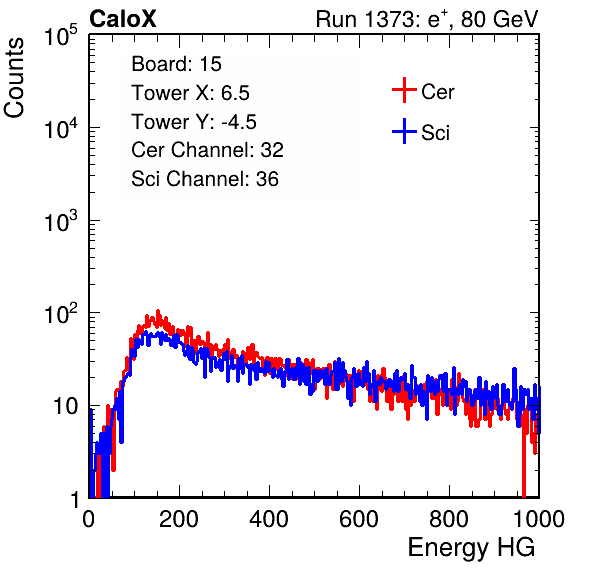 CaloX Run 1373: e⁺, 80 GeV
Counts
Board: 15
Tower X: 6.5
Tower Y: -4.5
Cer Channel: 32
Sci Channel: 36
Cer
Sci
10⁵
10⁴
10³
10²
10
1
0 200 400 600 800 1000
Energy HG